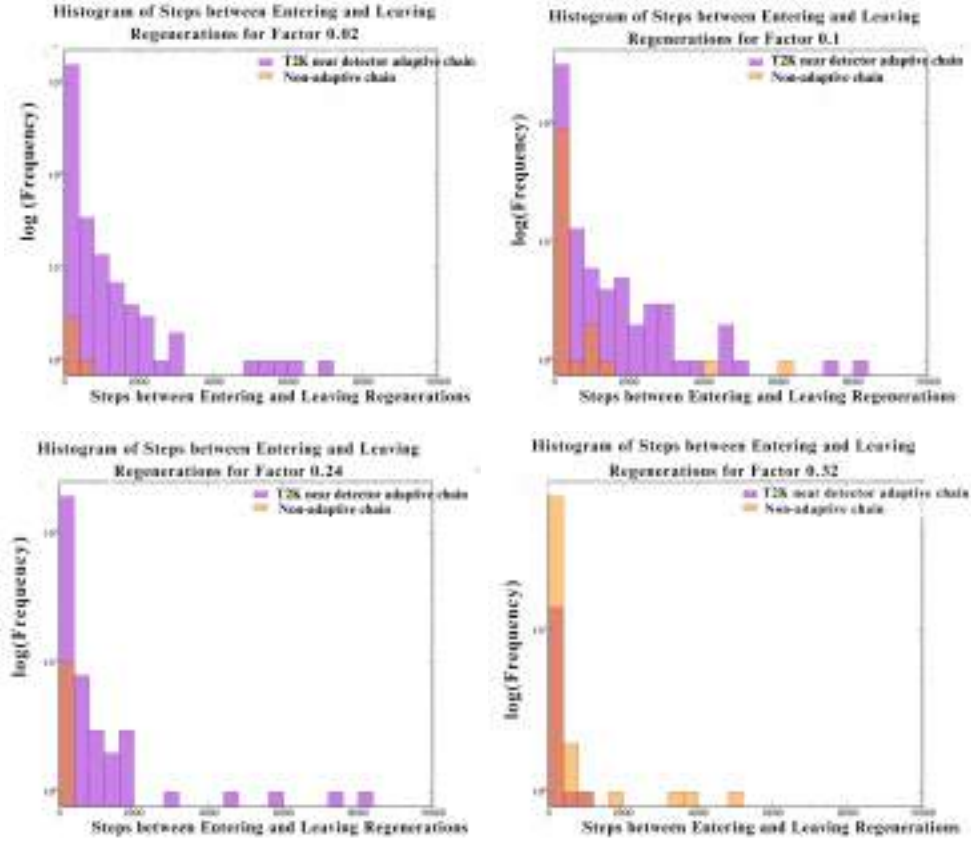 Histogram of Steps between Entering and Leaving
Regenerations for Factor 0.02
T2K near detector adaptive chain
Non-adaptive chain
log (Frequency)
Steps between Entering and Leaving Regenerations
Histogram of Steps between Entering and Leaving
Regenerations for Factor 0.1
T2K near detector adaptive chain
Non-adaptive chain
log(Frequency)
Steps between Entering and Leaving Regenerations
Histogram of Steps between Entering and Leaving
Regenerations for Factor 0.24
T2K near detector adaptive chain
Non-adaptive chain
log(Frequency)
Steps between Entering and Leaving Regenerations
Histogram of Steps between Entering and Leaving
Regenerations for Factor 0.32
T2K near detector adaptive chain
Non-adaptive chain
log(Frequency)
Steps between Entering and Leaving Regenerations